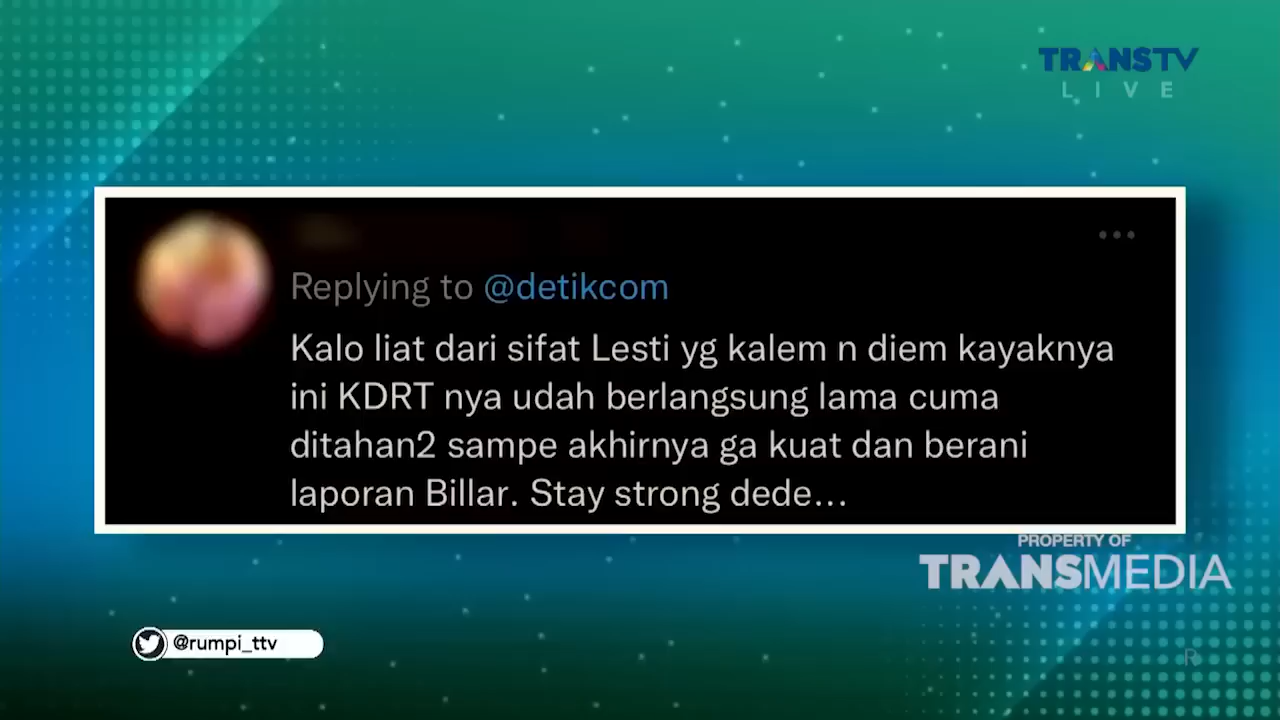 TRANSTV
LIVE
Replying to @detikcom
Kalo liat dari sifat Lesti yg kalem n diem kayaknya
ini KDRT nya udah berlangsung lama cuma
ditahan2 sampe akhirnya ga kuat dan berani
laporan Billar. Stay strong dede...
PROPERTY OF
TRANSMEDIA
@rumpi_ttv
R